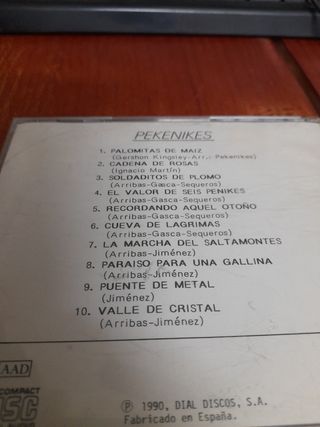 PEKENIKES
1. PALOMITAS DE MAIZ
(Gershon Kingsley-Arr.: Pekenikes)
2. CADENA DE ROSAS
(Ignacio Martín)
3. SOLDADITOS DE PLOMO
(Arribas-Gasca-Sequeros)
4. EL VALOR DE SEIS PENIKES
(Arribas-Gasca-Sequeros)
5. RECORDANDO AQUEL OTOÑO
(Arribas-Gasca-Sequeros)
6. CUEVA DE LAGRIMAS
(Arribas-Gasca-Sequeros)
7. LA MARCHA DEL SALTAMONTES
(Arribas-Jiménez)
8. PARAISO PARA UNA GALLINA
(Arribas-Jiménez)
9. PUENTE DE METAL
(Jiménez)
10. VALLE DE CRISTAL
(Arribas-Jiménez)
AAD
COMPACT
DISC
Ⓟ 1990, DIAL DISCOS, S.A.
Fabricado en España.